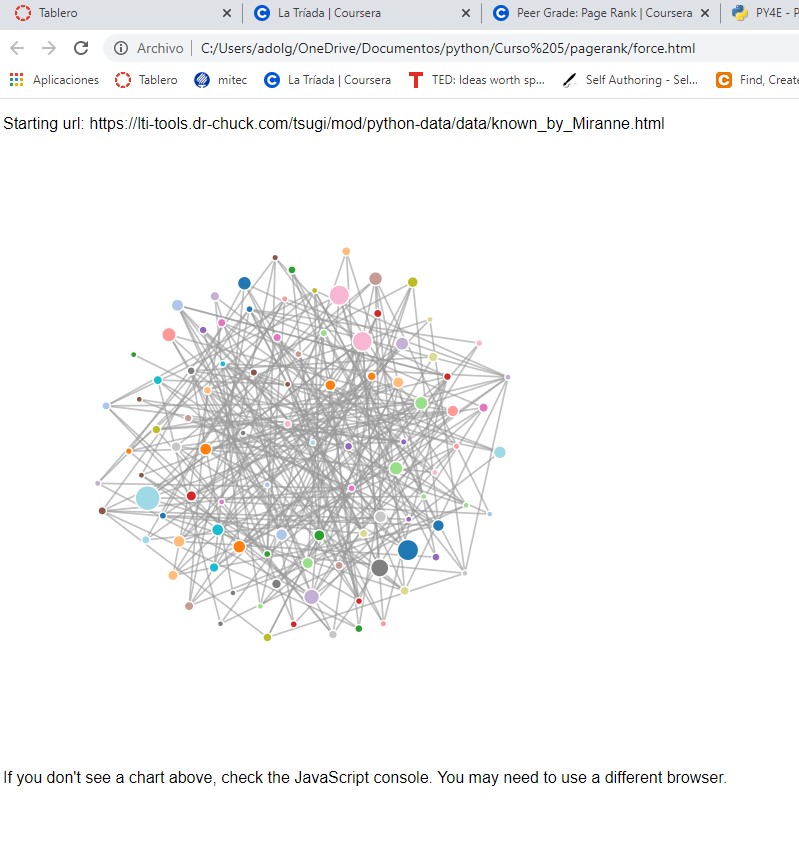 Tablero
La Tríada | Coursera
Peer Grade: Page Rank | Coursera
PY4E - P
Archivo
C:/Users/adolg/OneDrive/Documentos/python/Curso%205/pagerank/force.html
Aplicaciones
Tablero
mitec
La Tríada | Coursera
TED: Ideas worth sp...
Self Authoring - Sel...
Find, Create
Starting url: https://lti-tools.dr-chuck.com/tsugi/mod/python-data/data/known_by_Miranne.html
If you don't see a chart above, check the JavaScript console. You may need to use a different browser.